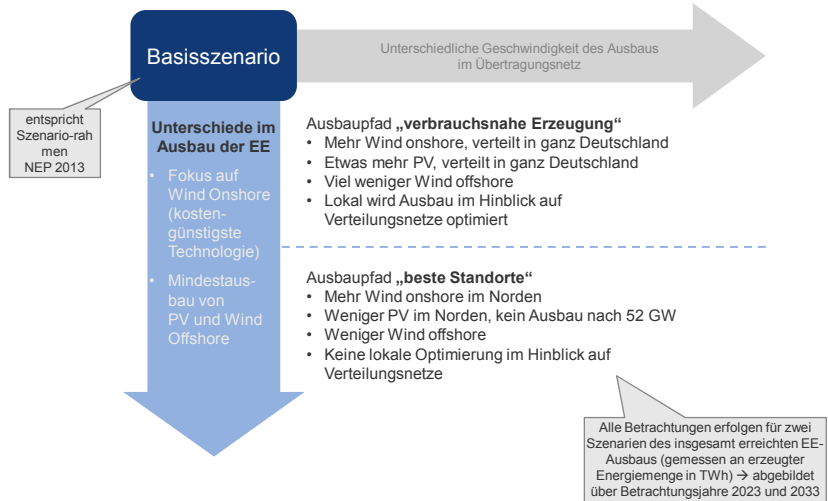 Basisszenario
Unterschiedliche Geschwindigkeit des Ausbaus
im Übertragungsnetz
entspricht
Szenario-rah
men
NEP 2013
Unterschiede im
Ausbau der EE
• Fokus auf
Wind Onshore
(kosten-
günstigste
Technologie)
• Mindestaus-
bau von
PV und Wind
Offshore
Ausbaupfad „verbrauchsnahe Erzeugung“
• Mehr Wind onshore, verteilt in ganz Deutschland
• Etwas mehr PV, verteilt in ganz Deutschland
• Viel weniger Wind offshore
• Lokal wird Ausbau im Hinblick auf
Verteilungsnetze optimiert
Ausbaupfad „beste Standorte“
• Mehr Wind onshore im Norden
• Weniger PV im Norden, kein Ausbau nach 52 GW
• Weniger Wind offshore
• Keine lokale Optimierung im Hinblick auf
Verteilungsnetze
Alle Betrachtungen erfolgen für zwei
Szenarien des insgesamt erreichten EE-
Ausbaus (gemessen an erzeugter
Energiemenge in TWh) → abgebildet
über Betrachtungsjahre 2023 und 2033